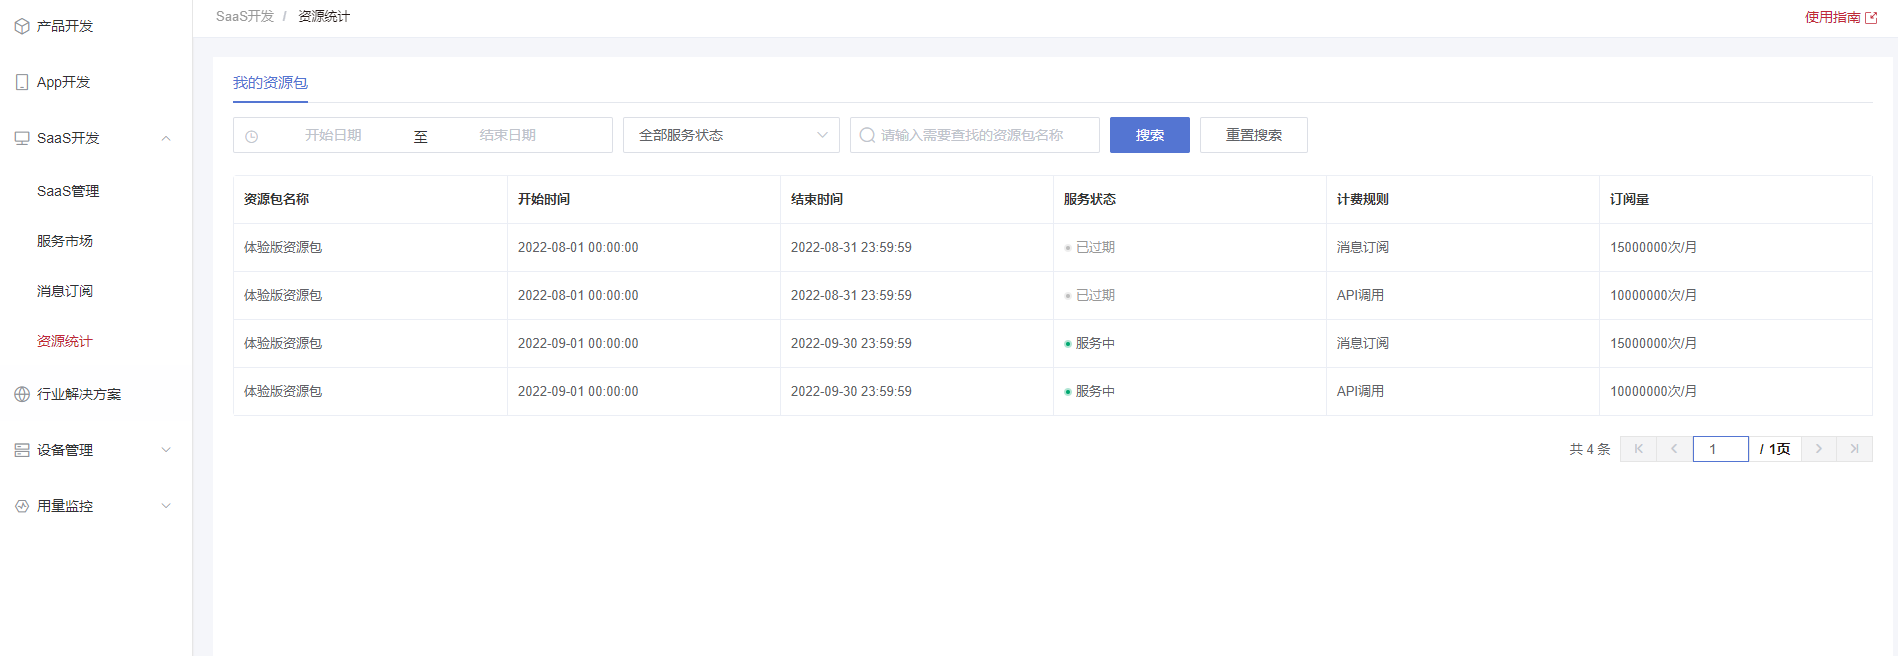 产品开发
App开发
SaaS开发
SaaS管理
服务市场
消息订阅
资源统计
行业解决方案
设备管理
用量监控
SaaS开发 / 资源统计
使用指南
我的资源包
开始日期 至 结束日期 全部服务状态 请输入需要查找的资源包名称 搜索 重置搜索
资源包名称 开始时间 结束时间 服务状态 计费规则 订阅量
体验版资源包 2022-08-01 00:00:00 2022-08-31 23:59:59 已过期 消息订阅 15000000次/月
体验版资源包 2022-08-01 00:00:00 2022-08-31 23:59:59 已过期 API调用 10000000次/月
体验版资源包 2022-09-01 00:00:00 2022-09-30 23:59:59 服务中 消息订阅 15000000次/月
体验版资源包 2022-09-01 00:00:00 2022-09-30 23:59:59 服务中 API调用 10000000次/月
共 4 条 1 / 1页